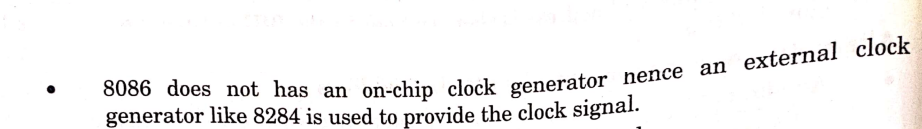 • 8086 does not has an on-chip clock generator hence an external clock
generator like 8284 is used to provide the clock signal.